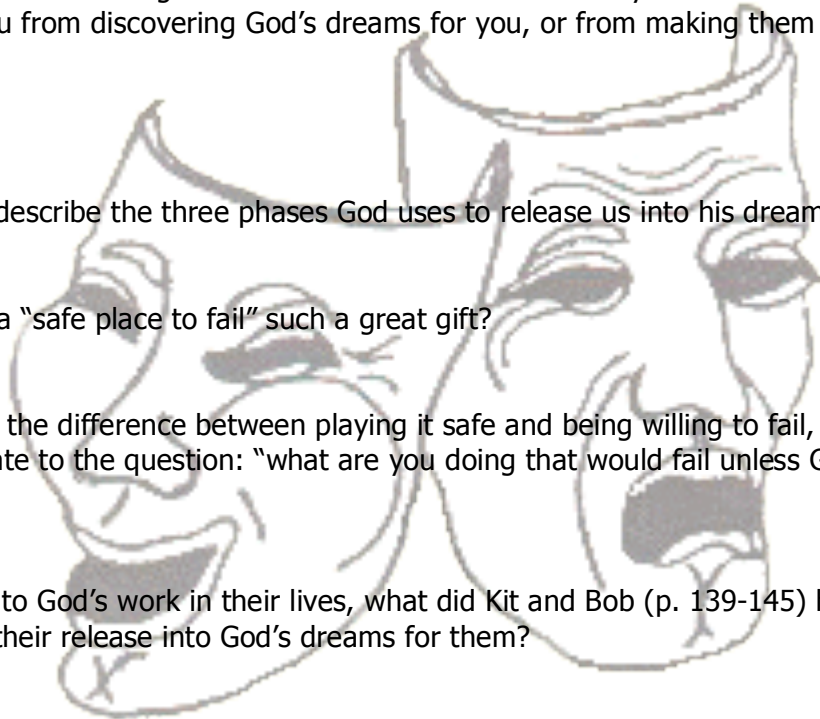 u from discovering God’s dreams for you, or from making them
describe the three phases God uses to release us into his dream
a “safe place to fail” such a great gift?
the difference between playing it safe and being willing to fail,
te to the question: “what are you doing that would fail unless G
to God’s work in their lives, what did Kit and Bob (p. 139-145)
their release into God’s dreams for them?